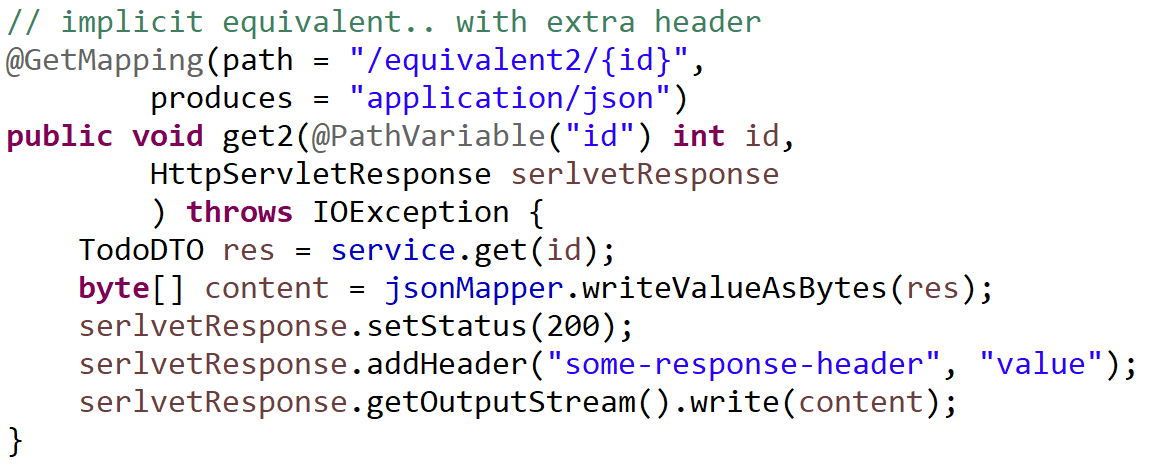 // implicit equivalent.. with extra header
@GetMapping(path = "/equivalent2/{id}",
        produces = "application/json")
public void get2(@PathVariable("id") int id,
        HttpServletResponse serlvetResponse
        ) throws IOException {
    TodoDTO res = service.get(id);
    byte[] content = jsonMapper.writeValueAsBytes(res);
    serlvetResponse.setStatus(200);
    serlvetResponse.addHeader("some-response-header", "value");
    serlvetResponse.getOutputStream().write(content);
}